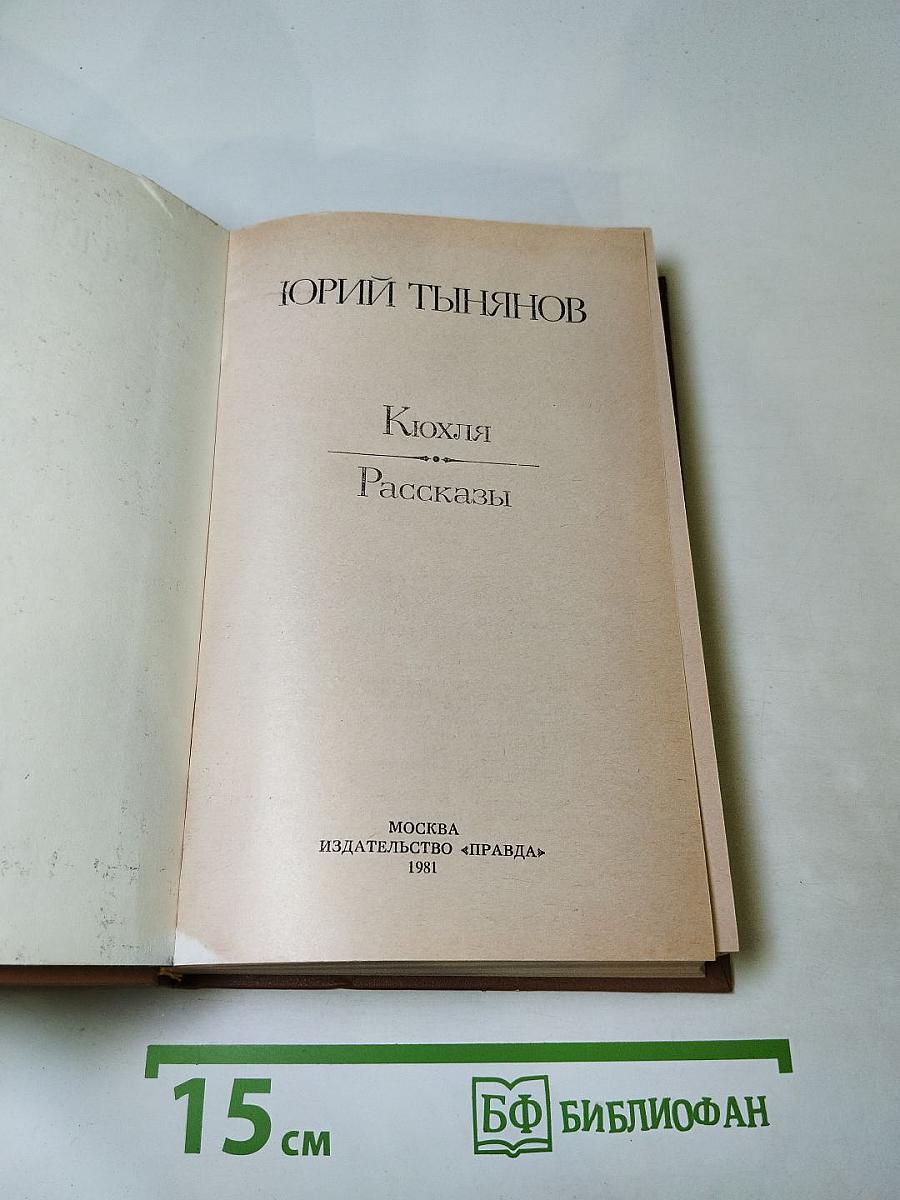 ЮРИЙ ТЫНЯНОВ
Кюхля
Рассказы
МОСКВА
ИЗДАТЕЛЬСТВО «ПРАВДА»
1981
15 см
БФ БИБЛИОФАН